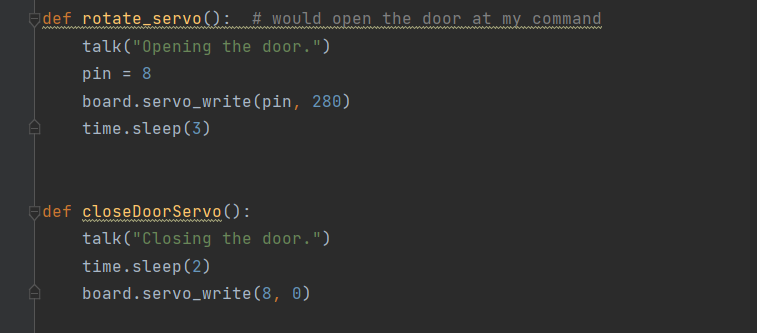 def rotate_servo():  # would open the door at my command
    talk("Opening the door.")
    pin = 8
    board.servo_write(pin, 280)
    time.sleep(3)
def closeDoorServo():
    talk("Closing the door.")
    time.sleep(2)
    board.servo_write(8, 0)